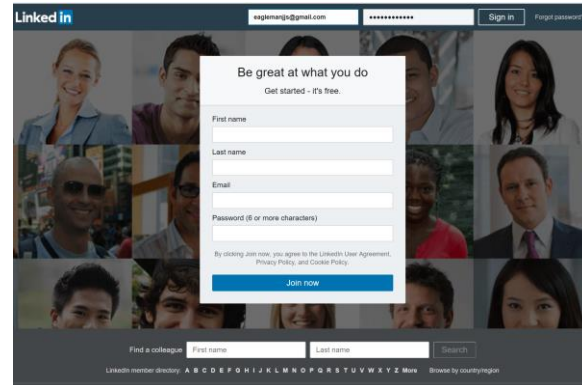 Linked in
eaglemanjjs@gmail.com
••••••••••••
Sign in
Forgot password?
Be great at what you do
Get started - it's free.
First name
Last name
Email
Password (6 or more characters)
By clicking Join now, you agree to the LinkedIn User Agreement,
Privacy Policy, and Cookie Policy.
Join now
Find a colleague First name Last name Search
LinkedIn member directory: A B C D E F G H I J K L M N O P Q R S T U V W X Y Z More Browse by country/region